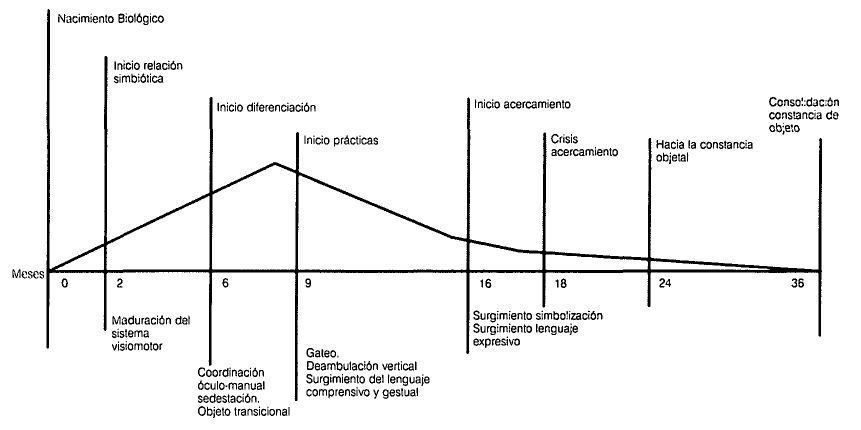 Nacimiento Biológico
Inicio relación
simbiótica
Inicio diferenciación
Inicio prácticas
Inicio acercamiento
Crisis
acercamiento
Hacia la constancia
objetal
Consolidación
constancia de
objeto
Meses
0
2
6
9
16
18
24
36
Maduración del
sistema
visiomotor
Coordinación
óculo-manual
sedestación.
Objeto transicional
Gateo.
Deambulación vertical
Surgimiento del lenguaje
comprensivo y gestual
Surgimiento simbolización
Surgimiento lenguaje
expresivo